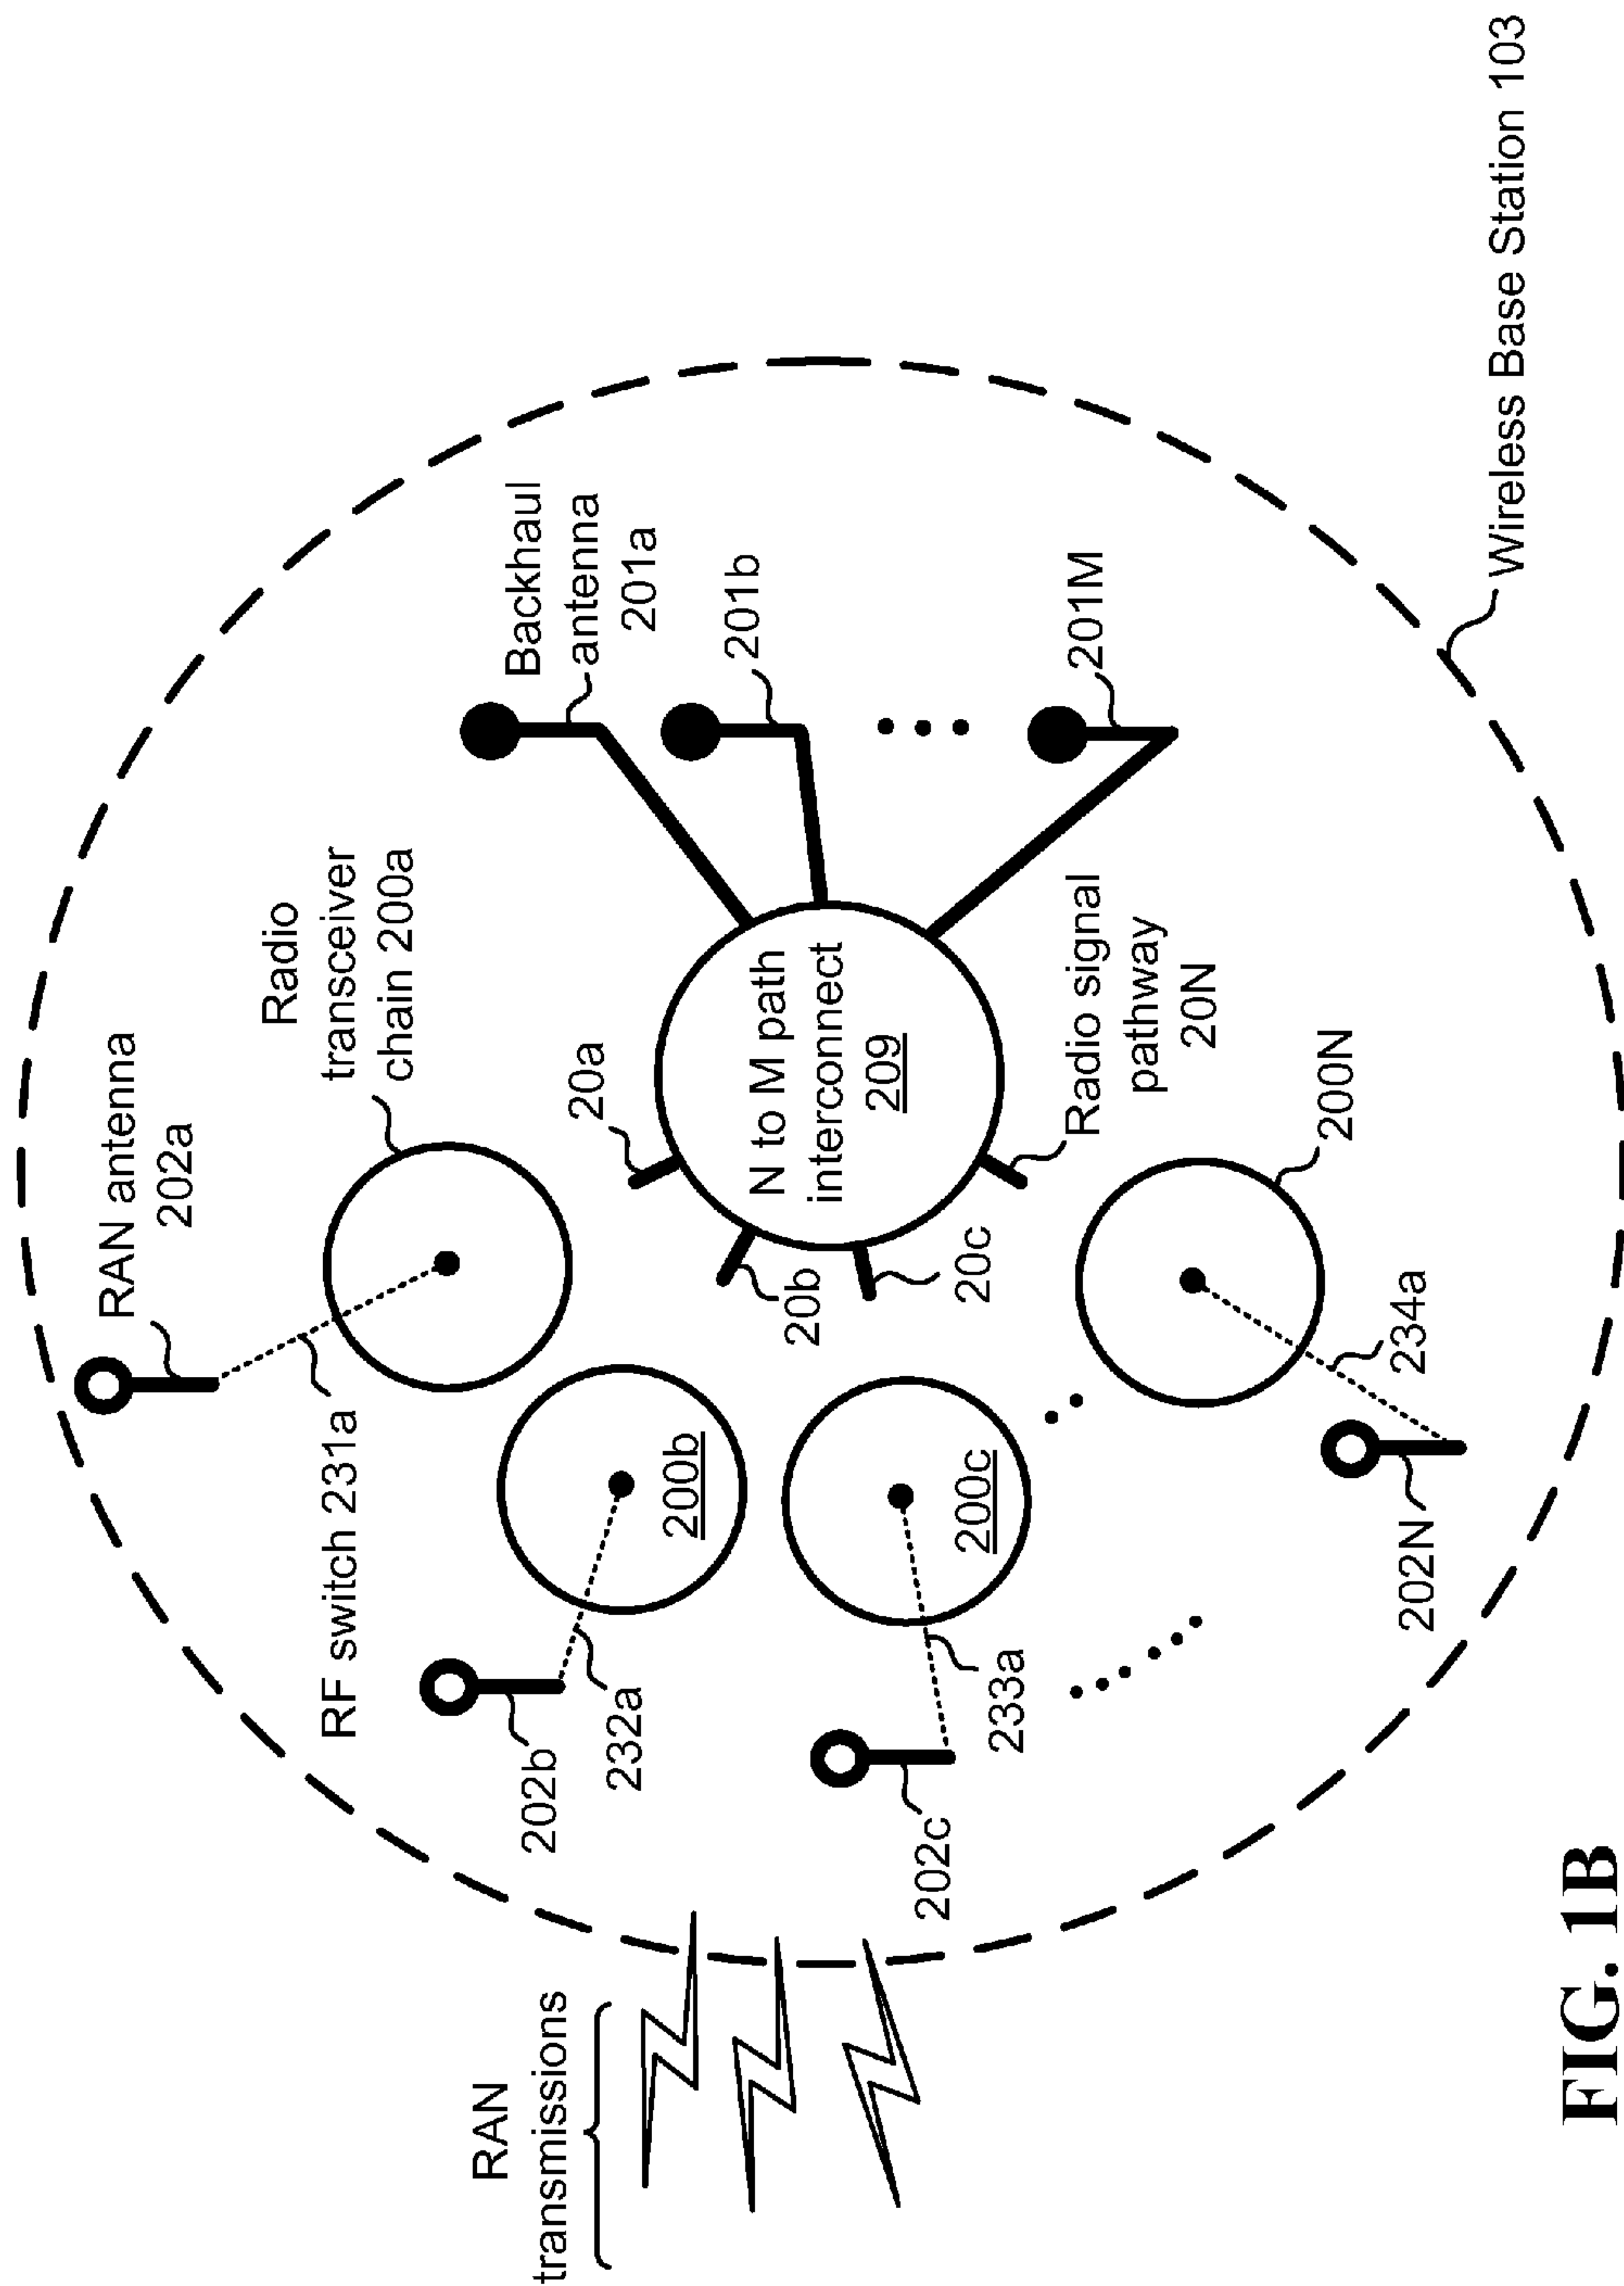 RAN antenna
202a
Radio
transceiver
chain 200a
RF switch 231a
Backhaul
antenna
201a
202b
232a
200b
20a
201b
20b
N to M path
interconnect
209
RAN
transmissions
202c
233a
200c
20c
Radio signal
pathway
20N
201M
200N
234a
202N
Wireless Base Station 103
FIG. 1B